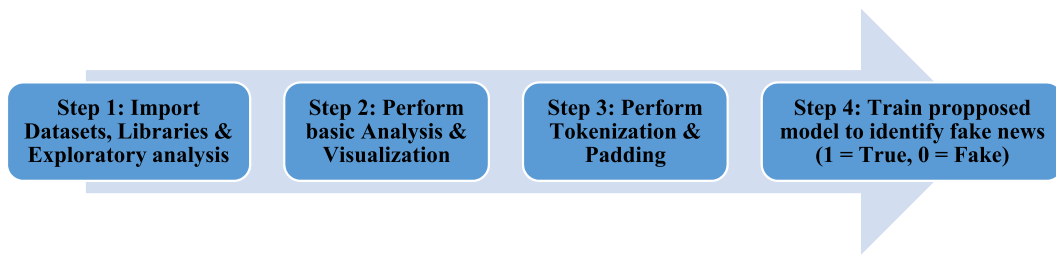 Step 1: Import
Datasets, Libraries &
Exploratory analysis
Step 2: Perform
basic Analysis &
Visualization
Step 3: Perform
Tokenization &
Padding
Step 4: Train propposed
model to identify fake news
(1 = True, 0 = Fake)